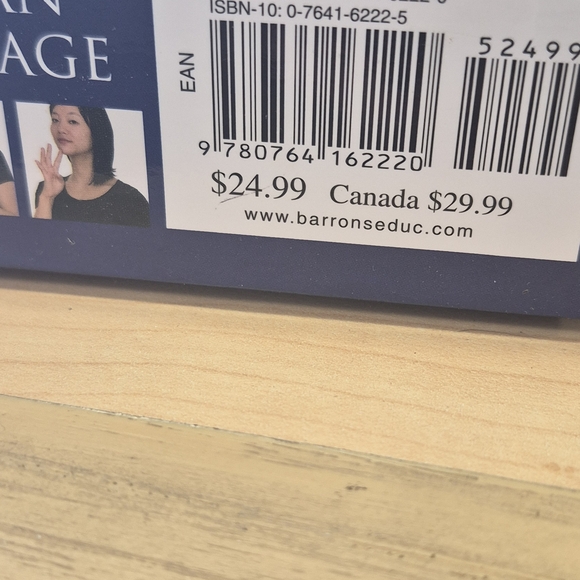 AN
AGE
ISBN-10: 0-7641-6222-5
EAN
52499
9 780764 162220
$24.99 Canada $29.99
www.barronseduc.com